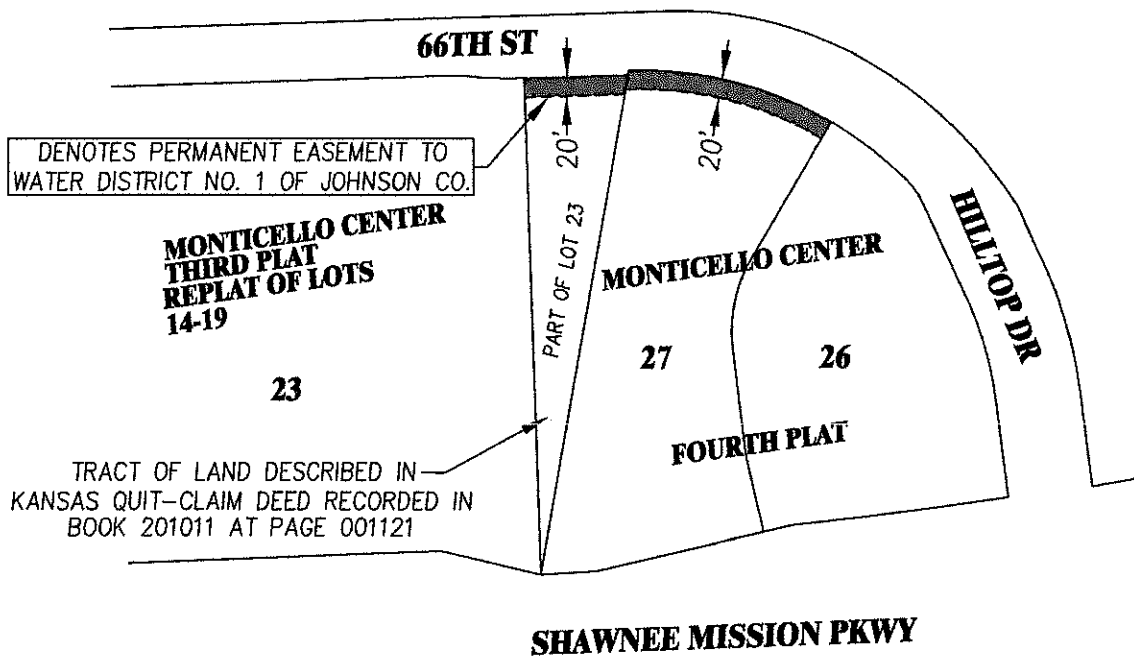 66TH ST
DENOTES PERMANENT EASEMENT TO
WATER DISTRICT NO. 1 OF JOHNSON CO.
20'
20'
MONTICELLO CENTER
THIRD PLAT
REPLAT OF LOTS
14-19
23
PART OF LOT 23
MONTICELLO CENTER
27
26
FOURTH PLAT
HILLTOP DR
TRACT OF LAND DESCRIBED IN
KANSAS QUIT-CLAIM DEED RECORDED IN
BOOK 201011 AT PAGE 001121
SHAWNEE MISSION PKWY